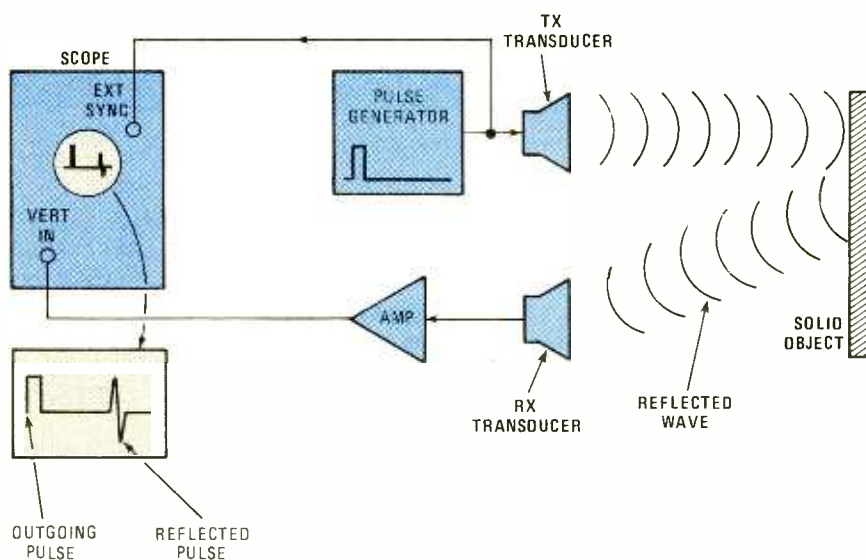 TX
TRANSDUCER
SCOPE
EXT
SYNC
PULSE
GENERATOR
VERT
IN
AMP
SOLID
OBJECT
RX
TRANSDUCER
REFLECTED
WAVE
OUTGOING
PULSE
REFLECTED
PULSE